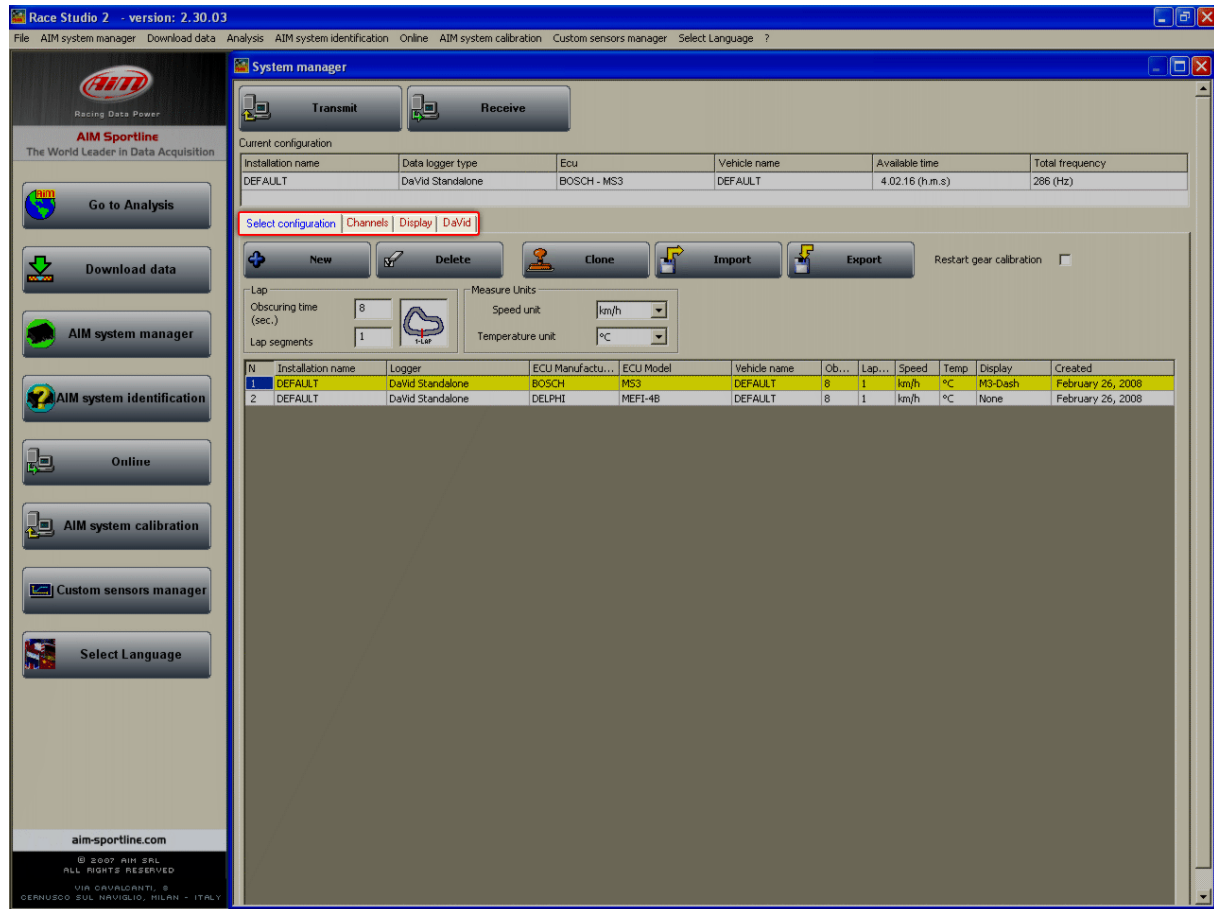 Race Studio 2 - version: 2.30.03
File AIM system manager Download data Analysis AIM system identification Online AIM system calibration Custom sensors manager Select Language ?
AiM
Racing Data Power
AIM Sportline
The World Leader in Data Acquisition
Go to Analysis
Download data
AIM system manager
AIM system identification
Online
AIM system calibration
Custom sensors manager
Select Language
aim-sportline.com
© 2007 AIM SRL
ALL RIGHTS RESERVED
VIA CAVALCANTI, 8
CERNUSCO SUL NAVIGLIO, MILAN - ITALY
System manager
Transmit Receive
Current configuration
Installation name Data logger type Ecu Vehicle name Available time Total frequency
DEFAULT DaVid Standalone BOSCH - MS3 DEFAULT 4.02.16 (h.m.s) 286 (Hz)
Select configuration Channels Display DaVid
New Delete Clone Import Export Restart gear calibration
Lap Measure Units
Obscuring time (sec.) 8 Speed unit km/h
Lap segments 1 1-LAP Temperature unit °C
N Installation name Logger ECU Manufactu... ECU Model Vehicle name Ob... Lap... Speed Temp Display Created
1 DEFAULT DaVid Standalone BOSCH MS3 DEFAULT 8 1 km/h °C M3-Dash February 26, 2008
2 DEFAULT DaVid Standalone DELPHI MEFI-4B DEFAULT 8 1 km/h °C None February 26, 2008